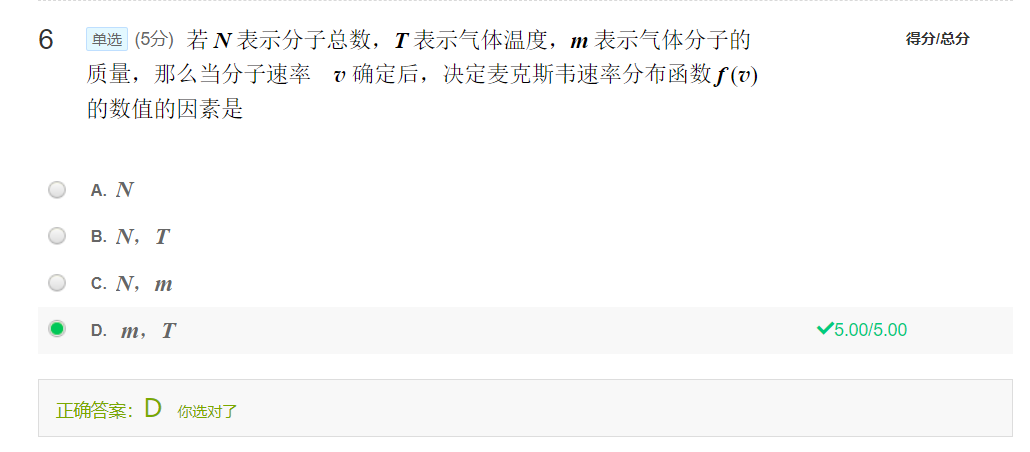 6 单选 (5分) 若 N 表示分子总数，T 表示气体温度，m 表示气体分子的 得分/总分
质量，那么当分子速率 v 确定后，决定麦克斯韦速率分布函数 f (v)
的数值的因素是
A. N
B. N，T
C. N，m
D. m，T 5.00/5.00
正确答案：D 你选对了